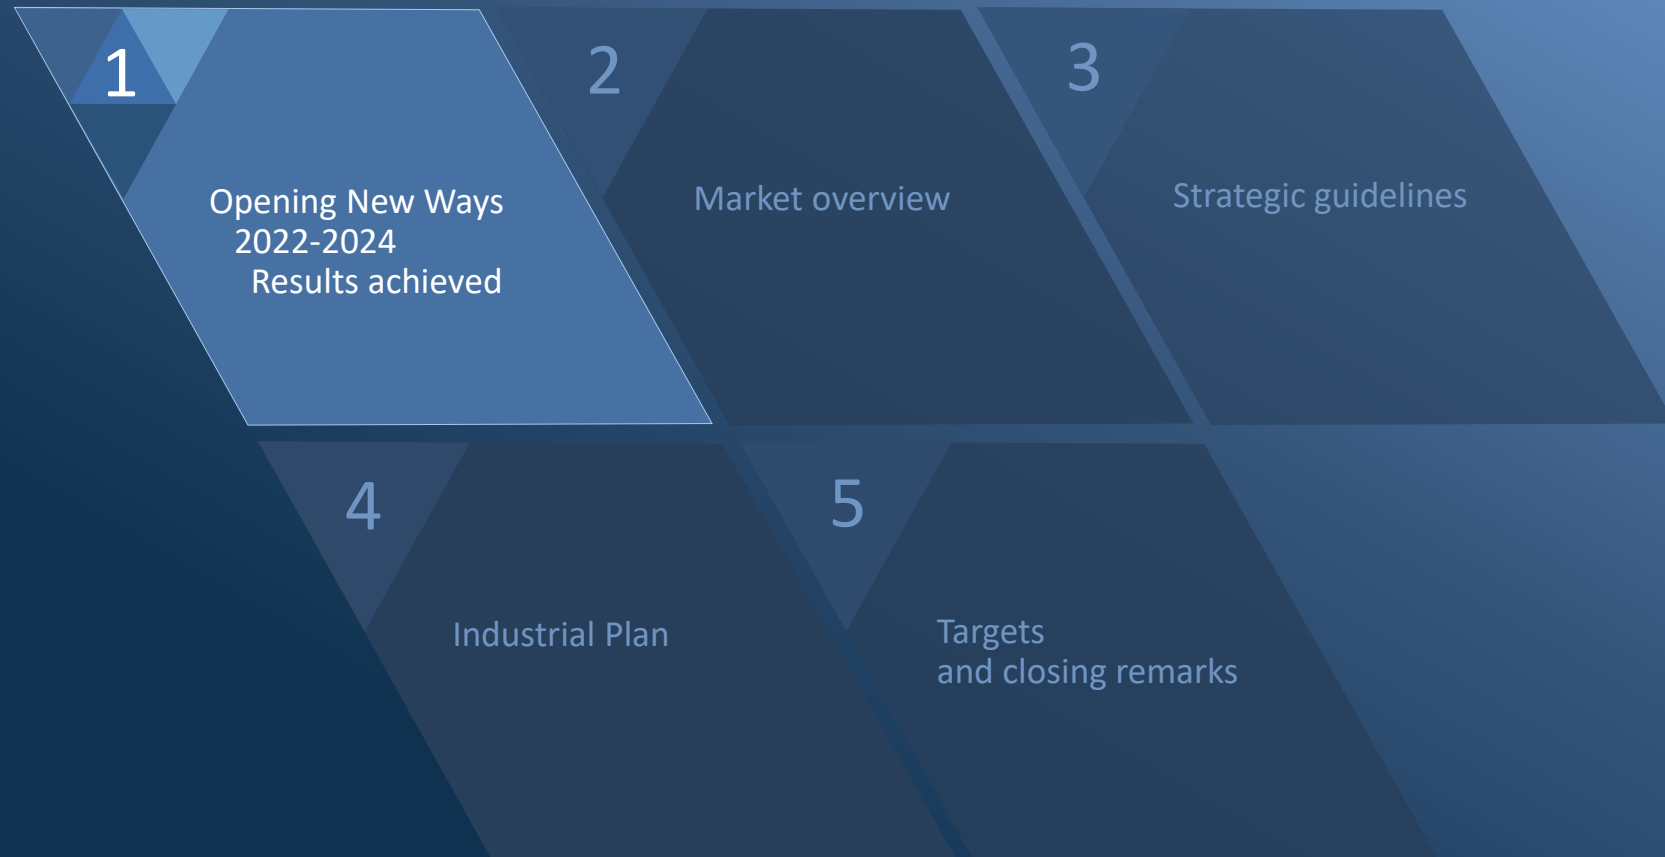 1
Opening New Ways
2022-2024
Results achieved
2
Market overview
3
Strategic guidelines
4
Industrial Plan
5
Targets
and closing remarks